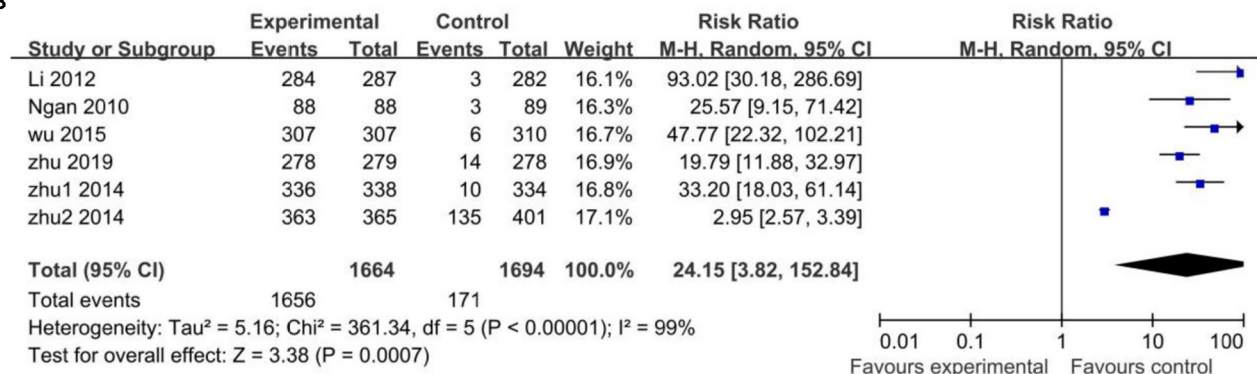 Experimental Control Risk Ratio Risk Ratio
Study or Subgroup Events Total Events Total Weight M-H, Random, 95% CI M-H, Random, 95% CI
Li 2012 284 287 3 282 16.1% 93.02 [30.18, 286.69]
Ngan 2010 88 88 3 89 16.3% 25.57 [9.15, 71.42]
wu 2015 307 307 6 310 16.7% 47.77 [22.32, 102.21]
zhu 2019 278 279 14 278 16.9% 19.79 [11.88, 32.97]
zhu1 2014 336 338 10 334 16.8% 33.20 [18.03, 61.14]
zhu2 2014 363 365 135 401 17.1% 2.95 [2.57, 3.39]
Total (95% CI) 1664 1694 100.0% 24.15 [3.82, 152.84]
Total events 1656 171
Heterogeneity: Tau² = 5.16; Chi² = 361.34, df = 5 (P < 0.00001); I² = 99%
Test for overall effect: Z = 3.38 (P = 0.0007)
0.01 0.1 1 10 100
Favours experimental Favours control